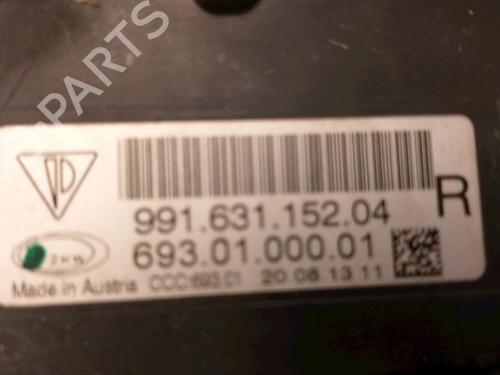 PARTS
991.631.152.04 R
693.01.000.01
ZKW
Made in Austria CCC:693.01 20 08 13 11